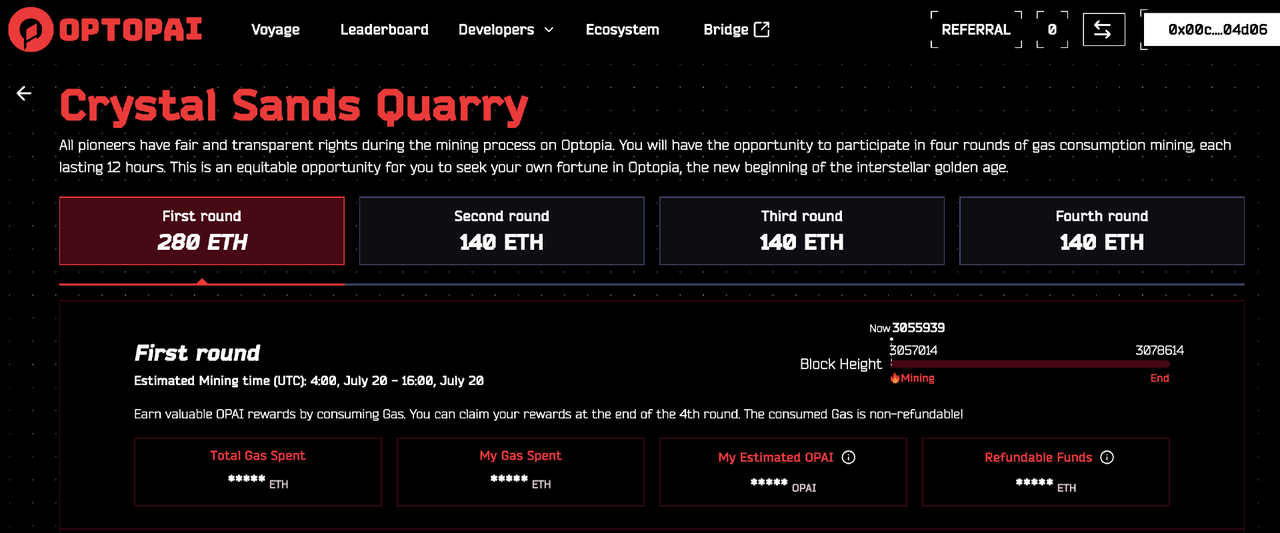 OPTOPAI
Voyage
Leaderboard
Developers
Ecosystem
Bridge
REFERRAL
0
0x00c....04d06
Crystal Sands Quarry
All pioneers have fair and transparent rights during the mining process on Optopia. You will have the opportunity to participate in four rounds of gas consumption mining, each
lasting 12 hours. This is an equitable opportunity for you to seek your own fortune in Optopia, the new beginning of the interstellar golden age.
First round
280 ETH
Second round
140 ETH
Third round
140 ETH
Fourth round
140 ETH
Now 3055939
3057014
3078614
Block Height
Mining
End
First round
Estimated Mining time (UTC): 4:00, July 20 - 16:00, July 20
Earn valuable OPAI rewards by consuming Gas. You can claim your rewards at the end of the 4th round. The consumed Gas is non-refundable!
Total Gas Spent
***** ETH
My Gas Spent
***** ETH
My Estimated OPAI
***** OPAI
Refundable Funds
***** ETH